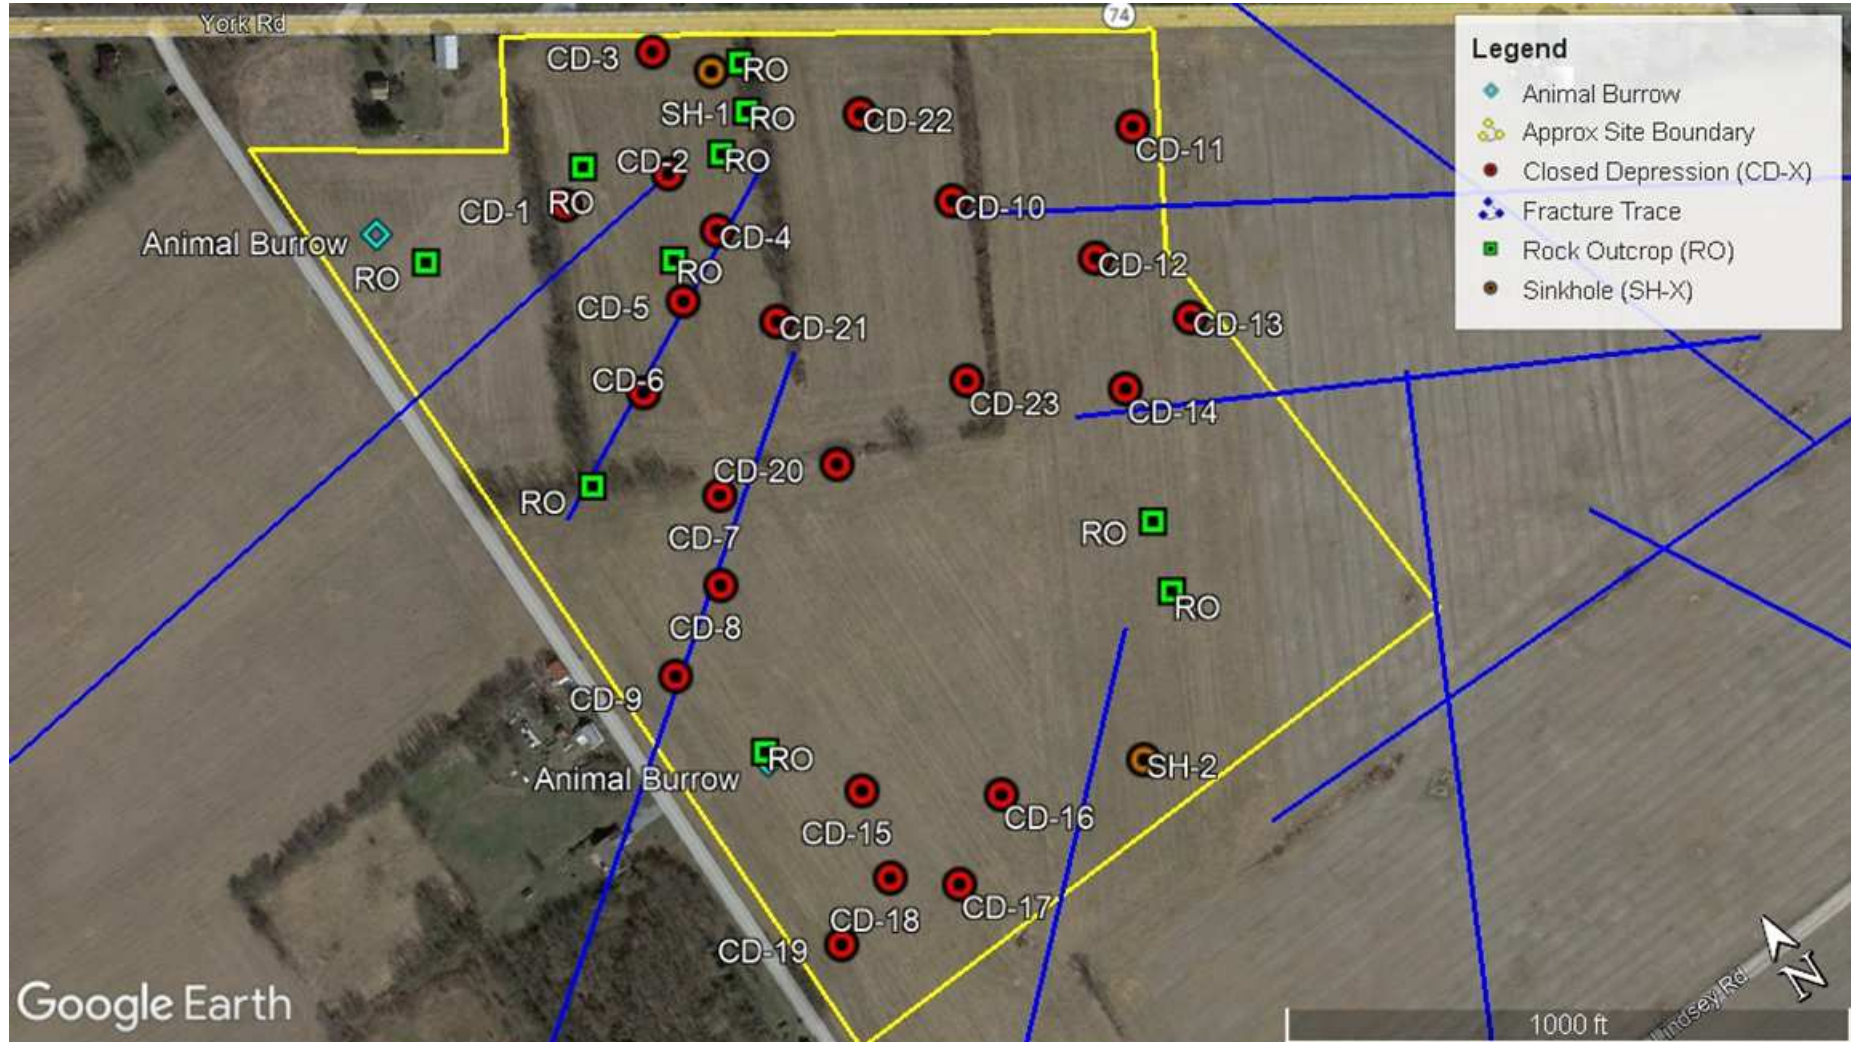 York Rd
74
Legend
Animal Burrow
Approx Site Boundary
Closed Depression (CD-X)
Fracture Trace
Rock Outcrop (RO)
Sinkhole (SH-X)
CD-3
RO
SH-1
RO
CD-22
CD-11
CD-2
RO
CD-1
RO
CD-10
Animal Burrow
RO
CD-4
RO
CD-12
CD-5
CD-21
CD-13
CD-6
CD-23
CD-14
CD-20
RO
CD-7
RO
RO
CD-8
CD-9
RO
Animal Burrow
SH-2
CD-15
CD-16
CD-18
CD-17
CD-19
N
Google Earth
1000 ft
Lindsey Rd